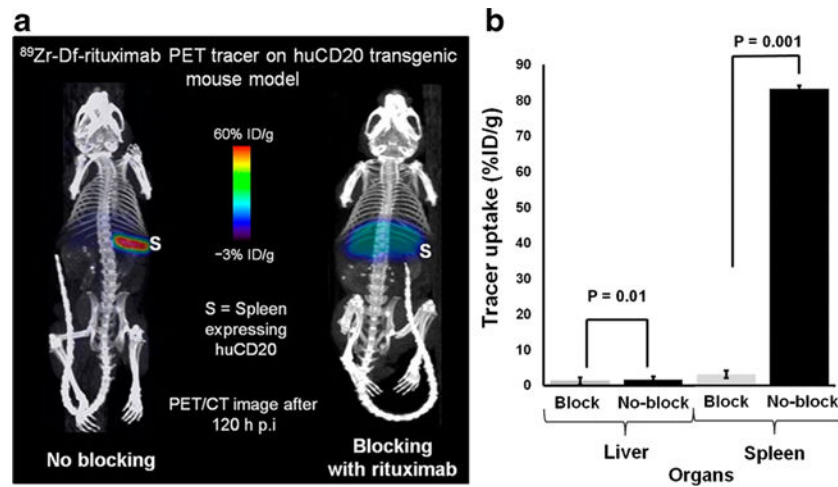 a
⁸⁹Zr-Df-rituximab PET tracer on huCD20 transgenic
mouse model
60% ID/g
−3% ID/g
S
S
S = Spleen
expressing
huCD20
PET/CT image after
120 h p.i
No blocking
Blocking
with rituximab
b
P = 0.001
Tracer uptake (%ID/g)
90
80
70
60
50
40
30
20
10
0
P = 0.01
Block
No-block
Block
No-block
Liver
Spleen
Organs